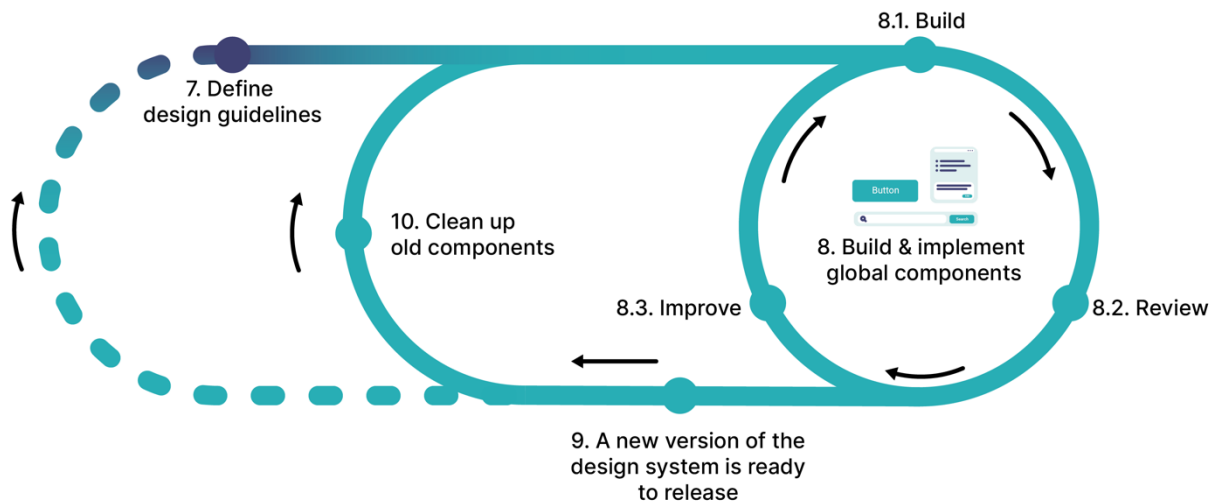 8.1. Build
7. Define
design guidelines
Button
Search
10. Clean up
old components
8. Build & implement
global components
8.3. Improve
8.2. Review
9. A new version of the
design system is ready
to release